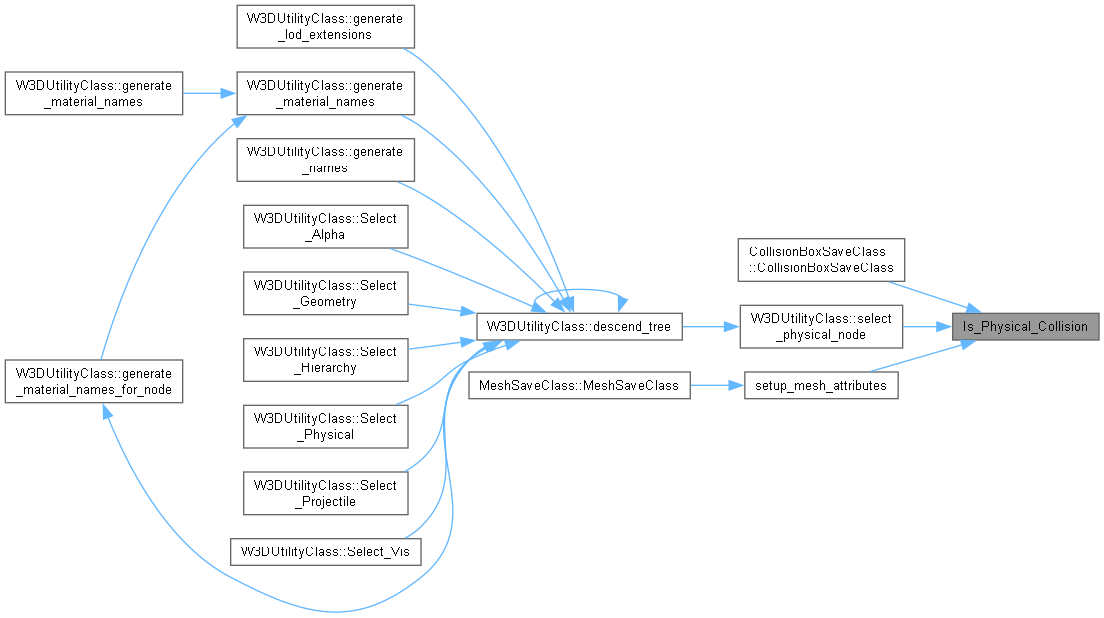 W3DUtilityClass::generate
_lod_extensions
W3DUtilityClass::generate
_material_names
W3DUtilityClass::generate
_material_names
W3DUtilityClass::generate
_names
W3DUtilityClass::Select
_Alpha
W3DUtilityClass::Select
_Geometry
W3DUtilityClass::Select
_Hierarchy
W3DUtilityClass::generate
_material_names_for_node
W3DUtilityClass::Select
_Physical
W3DUtilityClass::Select
_Projectile
W3DUtilityClass::Select_Vis
W3DUtilityClass::descend_tree
MeshSaveClass::MeshSaveClass
CollisionBoxSaveClass
::CollisionBoxSaveClass
W3DUtilityClass::select
_physical_node
setup_mesh_attributes
Is_Physical_Collision